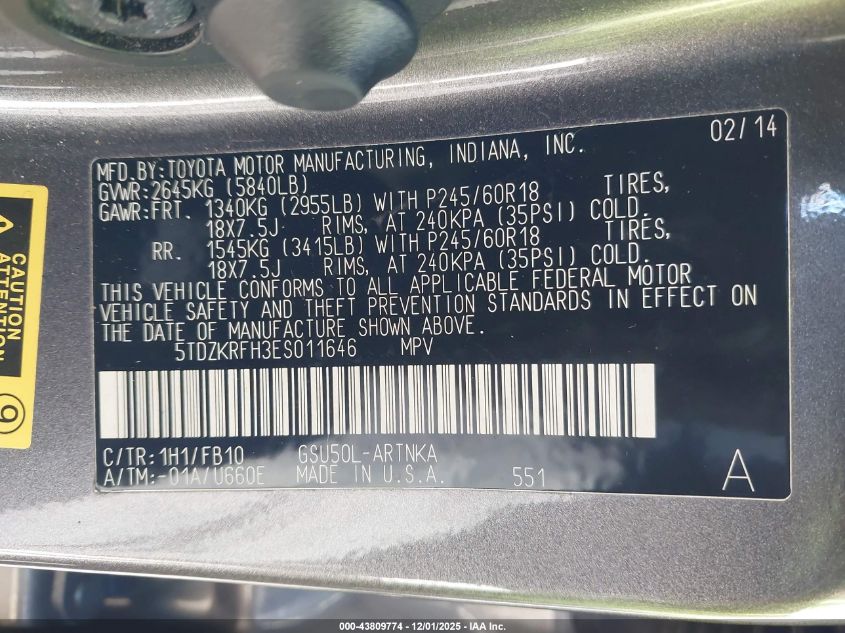 02/14
MFD.BY:TOYOTA MOTOR MANUFACTURING, INDIANA, INC.
GVWR:2645KG (5840LB)
GAWR:FRT. 1340KG (2955LB) WITH P245/60R18 TIRES,
18X7.5J RIMS, AT 240KPA (35PSI) COLD.
RR. 1545KG (3415LB) WITH P245/60R18 TIRES,
18X7.5J RIMS, AT 240KPA (35PSI) COLD.
THIS VEHICLE CONFORMS TO ALL APPLICABLE FEDERAL MOTOR
VEHICLE SAFETY AND THEFT PREVENTION STANDARDS IN EFFECT ON
THE DATE OF MANUFACTURE SHOWN ABOVE.
5TDZKRFH3ES011646 MPV
C/TR:1H1/FB10 GSU50L-ARTNKA
A/TM:-01A/U660E MADE IN U.S.A. 551 A
CAUTION
ATTENTION
9
000-43809774 - 12/01/2025 - IAA Inc.